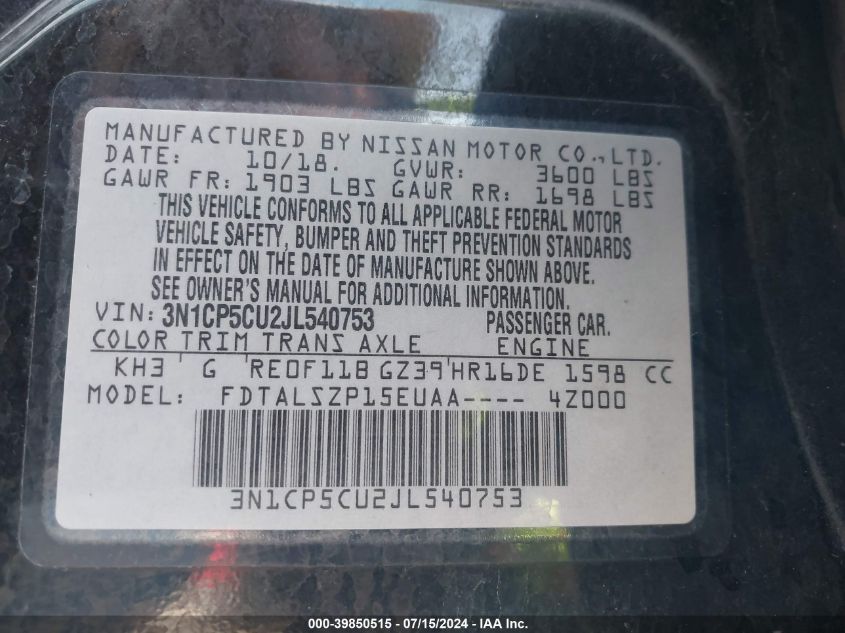 MANUFACTURED BY NISSAN MOTOR CO., LTD.
DATE: 10/18. GVWR: 3600 LBS
GAWR FR: 1903 LBS GAWR RR: 1698 LBS
THIS VEHICLE CONFORMS TO ALL APPLICABLE FEDERAL MOTOR
VEHICLE SAFETY, BUMPER AND THEFT PREVENTION STANDARDS
IN EFFECT ON THE DATE OF MANUFACTURE SHOWN ABOVE.
SEE OWNER'S MANUAL FOR ADDITIONAL INFORMATION.
VIN: 3N1CP5CU2JL540753 PASSENGER CAR.
COLOR TRIM TRANS AXLE ENGINE
KH3 ' G 'RE0F11B GZ39'HR16DE 1598 CC
MODEL: FDTALSZP15EUAA---- 4Z000
3N1CP5CU2JL540753
000-39850515 - 07/15/2024 - IAA Inc.